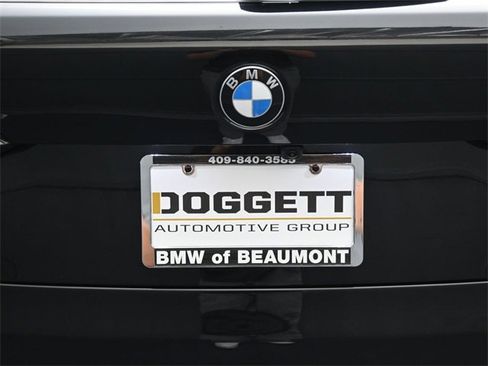 BMW
409-840-3585
DOGGETT
AUTOMOTIVE GROUP
BMW of BEAUMONT